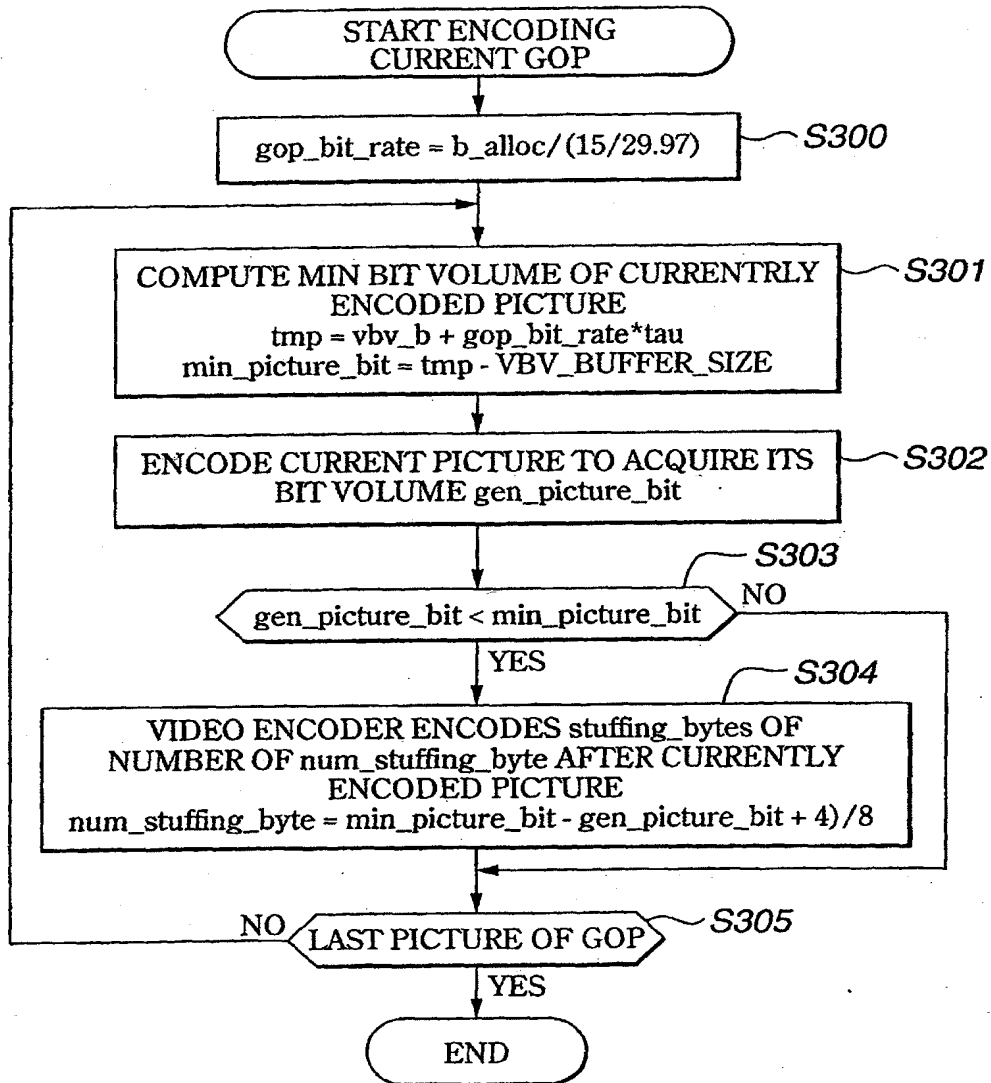 START ENCODING
CURRENT GOP
gop_bit_rate = b_alloc/(15/29.97)
S300
COMPUTE MIN BIT VOLUME OF CURRENTRLY
ENCODED PICTURE
tmp = vbv_b + gop_bit_rate*tau
min_picture_bit = tmp - VBV_BUFFER_SIZE
S301
ENCODE CURRENT PICTURE TO ACQUIRE ITS
BIT VOLUME gen_picture_bit
S302
S303
gen_picture_bit < min_picture_bit
NO
YES
S304
VIDEO ENCODER ENCODES stuffing_bytes OF
NUMBER OF num_stuffing_byte AFTER CURRENTLY
ENCODED PICTURE
num_stuffing_byte = min_picture_bit - gen_picture_bit + 4)/8
NO
LAST PICTURE OF GOP
S305
YES
END